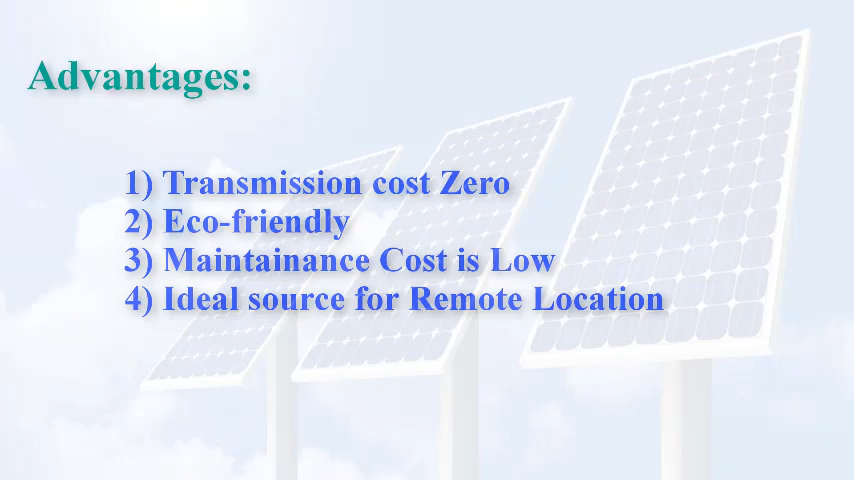 Advantages:
1) Transmission cost Zero
2) Eco-friendly
3) Maintainance Cost is Low
4) Ideal source for Remote Location